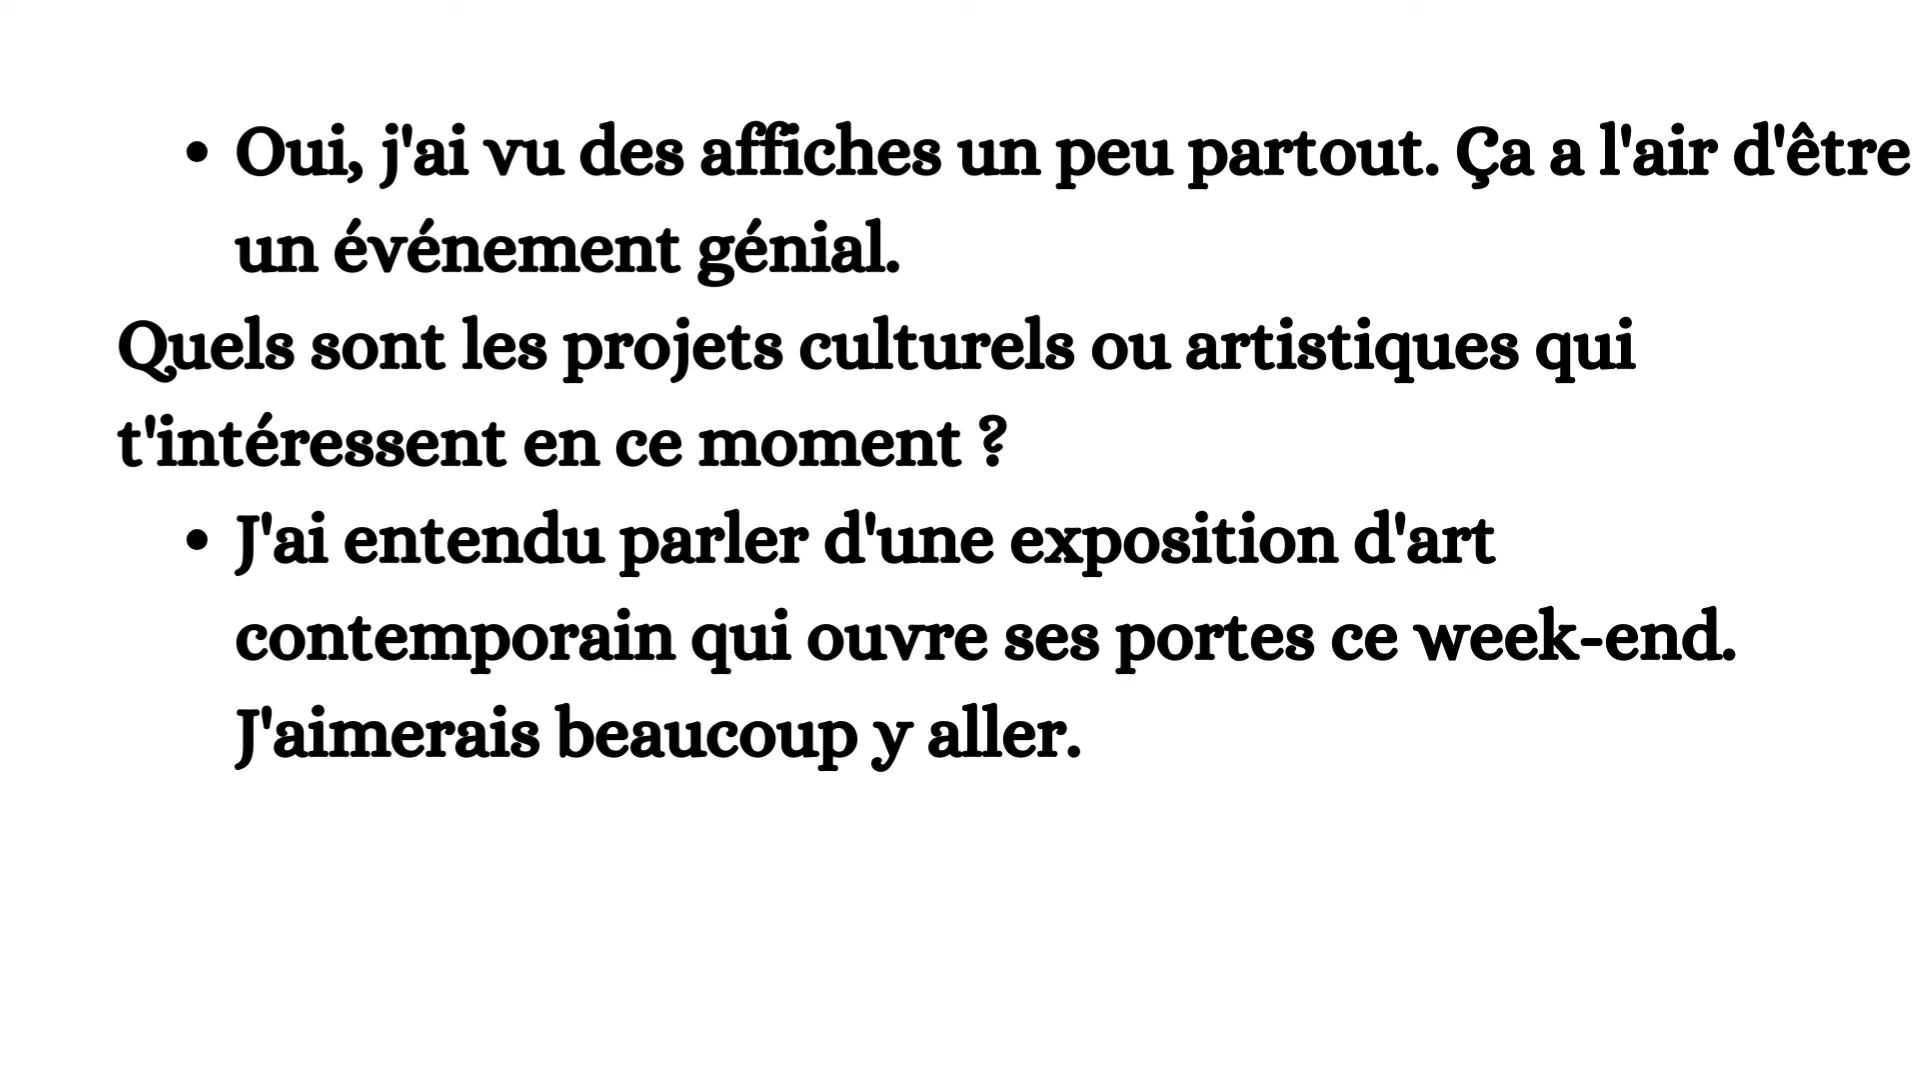 • Oui, j'ai vu des affiches un peu partout. Ça a l'air d'être
un événement génial.
Quels sont les projets culturels ou artistiques qui
t'intéressent en ce moment ?
• J'ai entendu parler d'une exposition d'art
contemporain qui ouvre ses portes ce week-end.
J'aimerais beaucoup y aller.